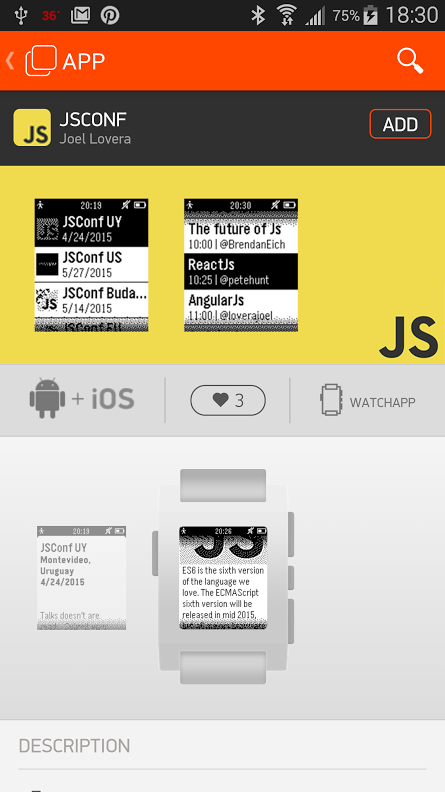 36°
75%
18:30
APP
JS
JSCONF
Joel Lovera
ADD
20:19
JSConf UY
4/24/2015
JSConf US
5/27/2015
JSConf Buda...
5/14/2015
JSConf EU
20:30
The future of Js
10:00 | @BrendanEich
ReactJs
10:25 | @petehunt
AngularJs
11:00 | @loverajoel
JS
+ iOS
3
WATCHAPP
20:19
JSConf UY
Montevideo,
Uruguay
4/24/2015
Talks doesn't are
20:26
JS
ES6 is the sixth version
of the language we
love. The ECMAScript
sixth version will be
released in mid 2015,
DESCRIPTION